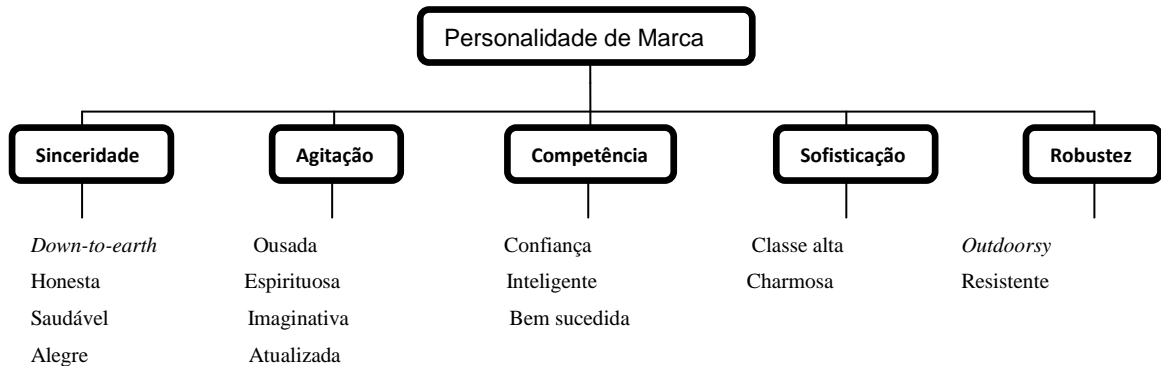 Personalidade de Marca
Sinceridade Agitação Competência Sofisticação Robustez
Down-to-earth Ousada Confiança Classe alta Outdoorsy
Honesta Espirituosa Inteligente Charmosa Resistente
Saudável Imaginativa Bem sucedida
Alegre Atualizada